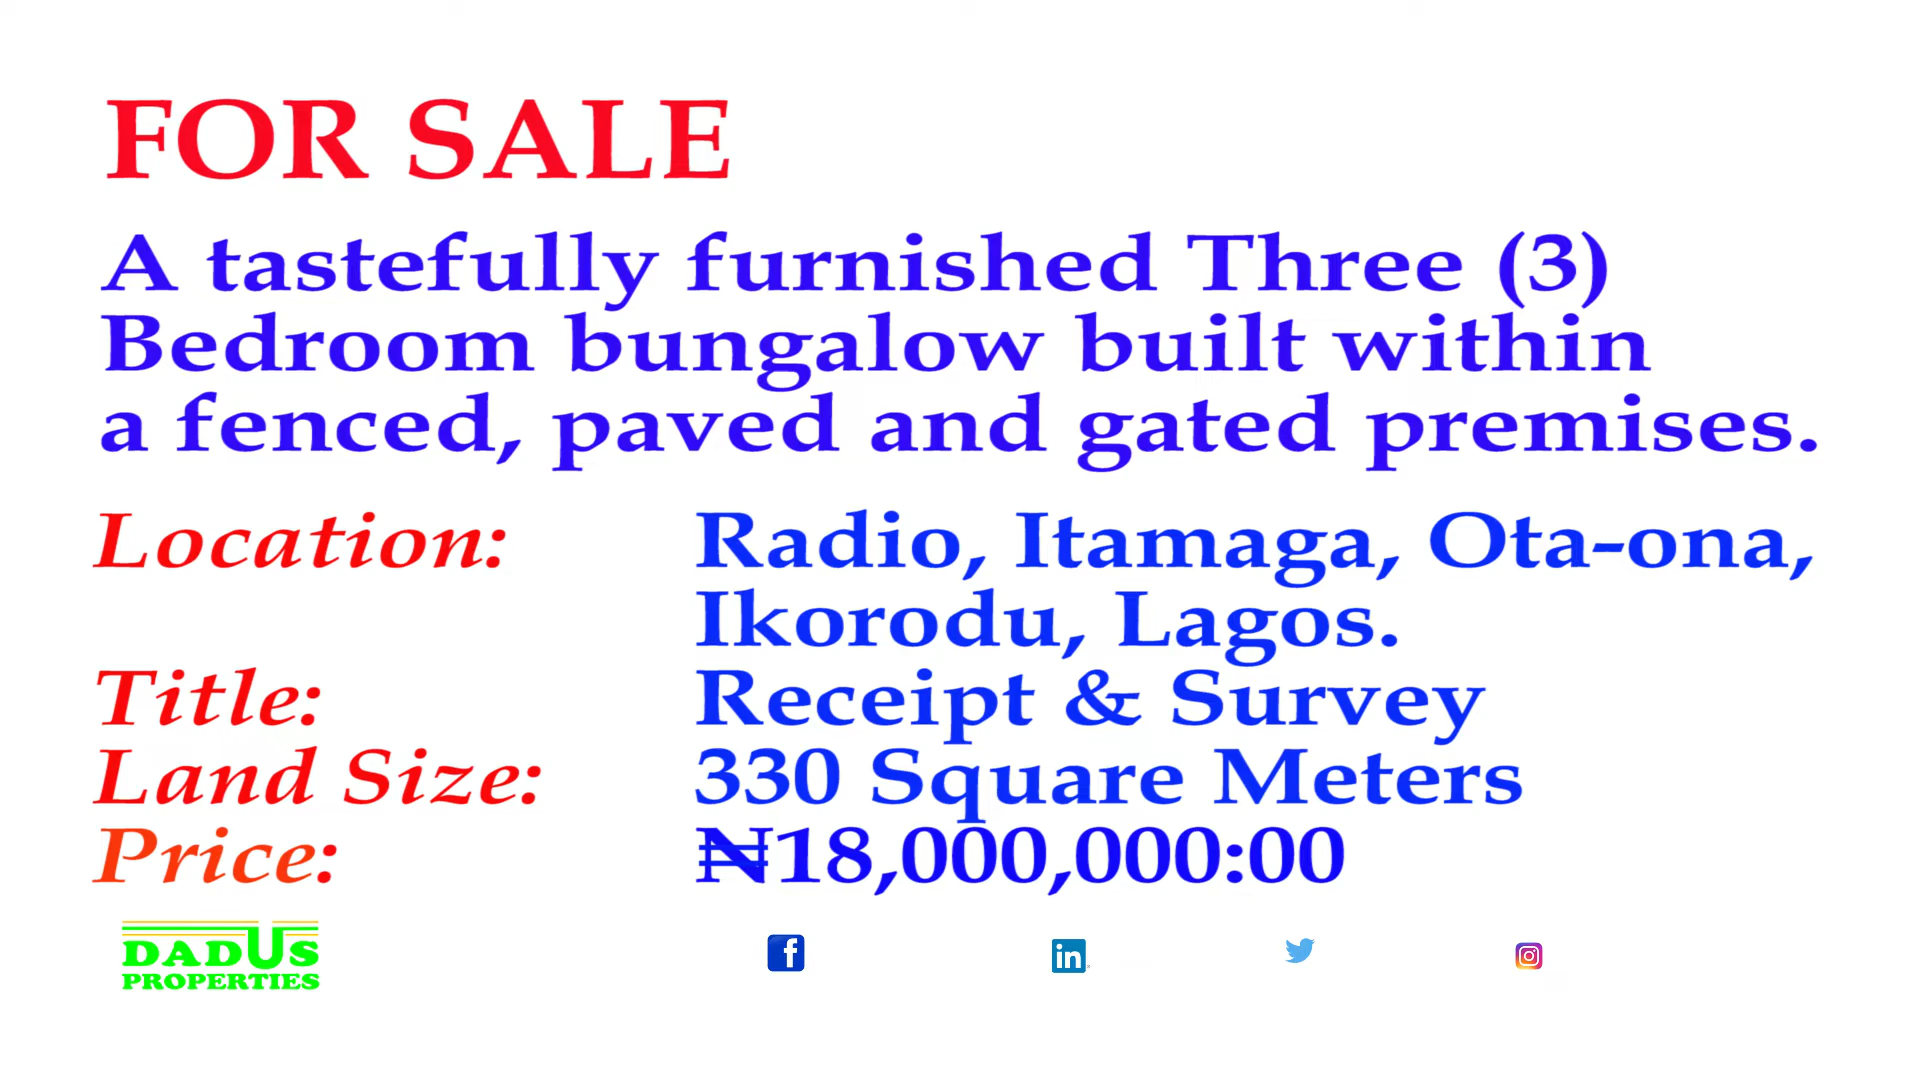 FOR SALE
A tastefully furnished Three (3)
Bedroom bungalow built within
a fenced, paved and gated premises.
Location: Radio, Itamaga, Ota-ona,
Ikorodu, Lagos.
Title: Receipt & Survey
Land Size: 330 Square Meters
Price: ₦18,000,000:00
DADUS
PROPERTIES
f in